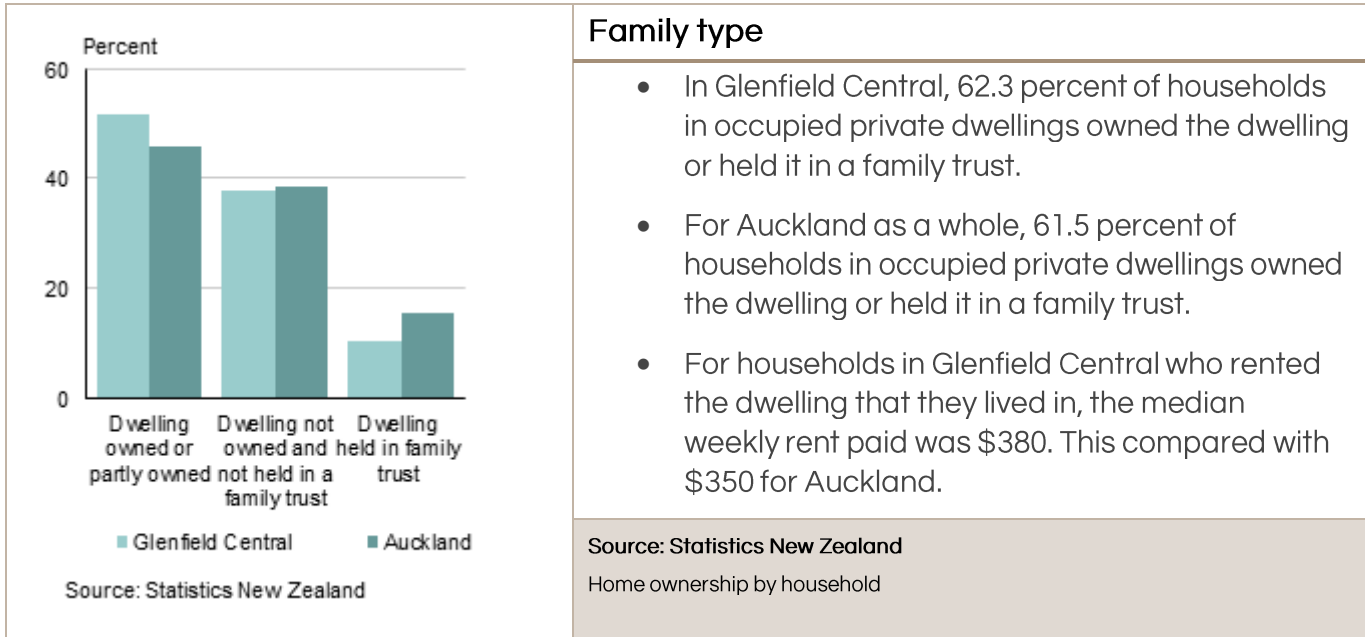 Percent
60
40
20
0
Dwelling owned or partly owned
Dwelling not owned and not held in a family trust
Dwelling held in family trust
Glenfield Central
Auckland
Source: Statistics New Zealand
Family type
• In Glenfield Central, 62.3 percent of households
in occupied private dwellings owned the dwelling
or held it in a family trust.
• For Auckland as a whole, 61.5 percent of
households in occupied private dwellings owned
the dwelling or held it in a family trust.
• For households in Glenfield Central who rented
the dwelling that they lived in, the median
weekly rent paid was $380. This compared with
$350 for Auckland.
Source: Statistics New Zealand
Home ownership by household